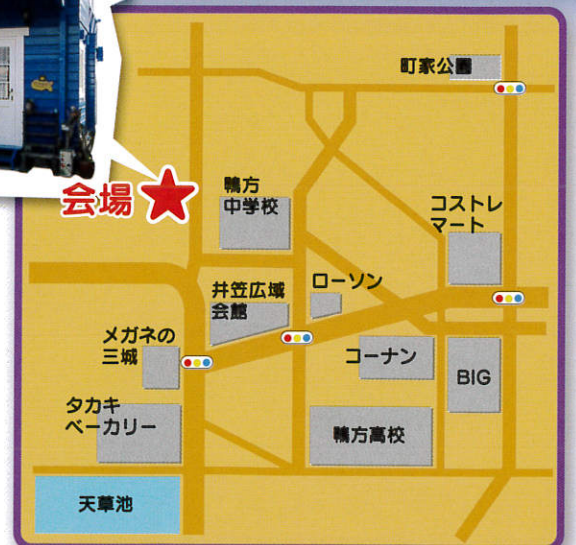 町家公園
会場
鴨方
中学校
コストレ
マート
井笠広域
会館
ローソン
メガネの
三城
コーナン
BIG
タカキ
ベーカリー
鴨方高校
天草池